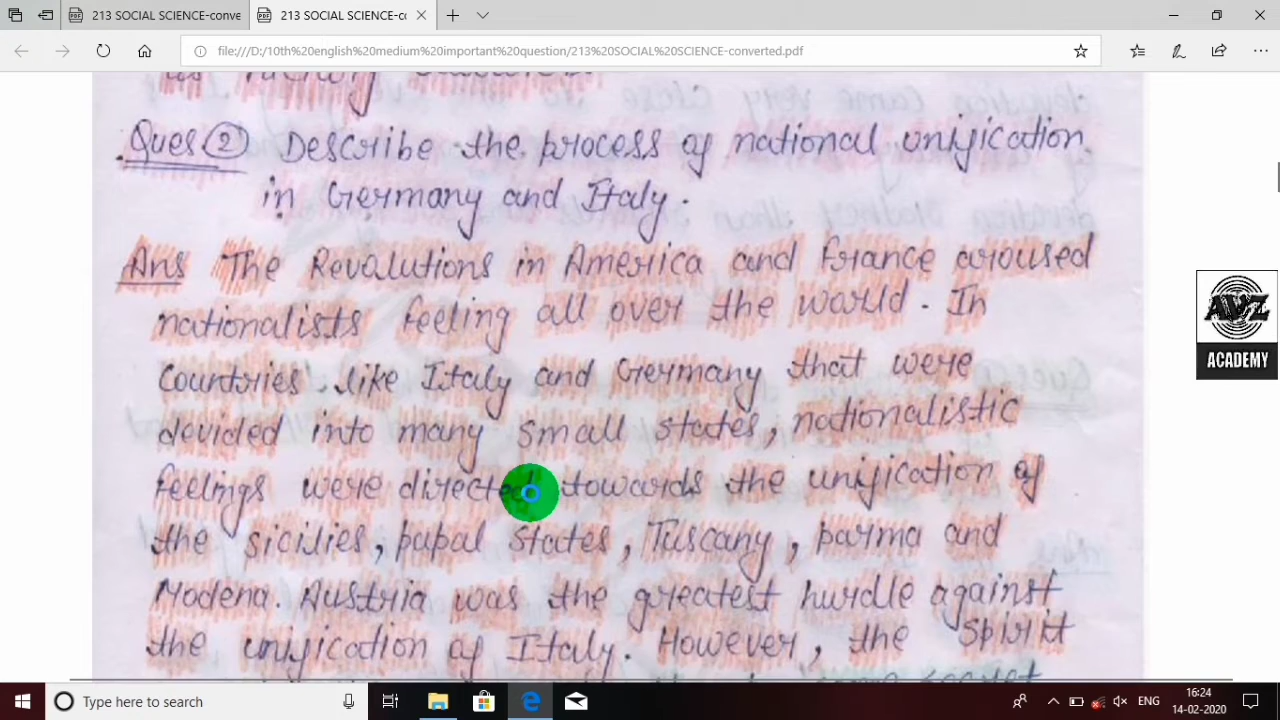 213 SOCIAL SCIENCE-conve
213 SOCIAL SCIENCE-cc
file:///D:/10th%20english%20medium%20important%20question/213%20SOCIAL%20SCIENCE-converted.pdf
Ques 2 Describe the process of national unification
in Germany and Italy.
Ans The Revolutions in America and France aroused
nationalists feeling all over the world. In
Countries like Italy and Germany that were
devided into many small states, nationalistic
feelings were directed towards the unification of
the sicilies, papal states, Tuscany, parma and
Modena. Austria was the greatest hurdle against
the unification of Italy. However, the spirit
AVZ
ACADEMY
Type here to search
ENG
16:24
14-02-2020